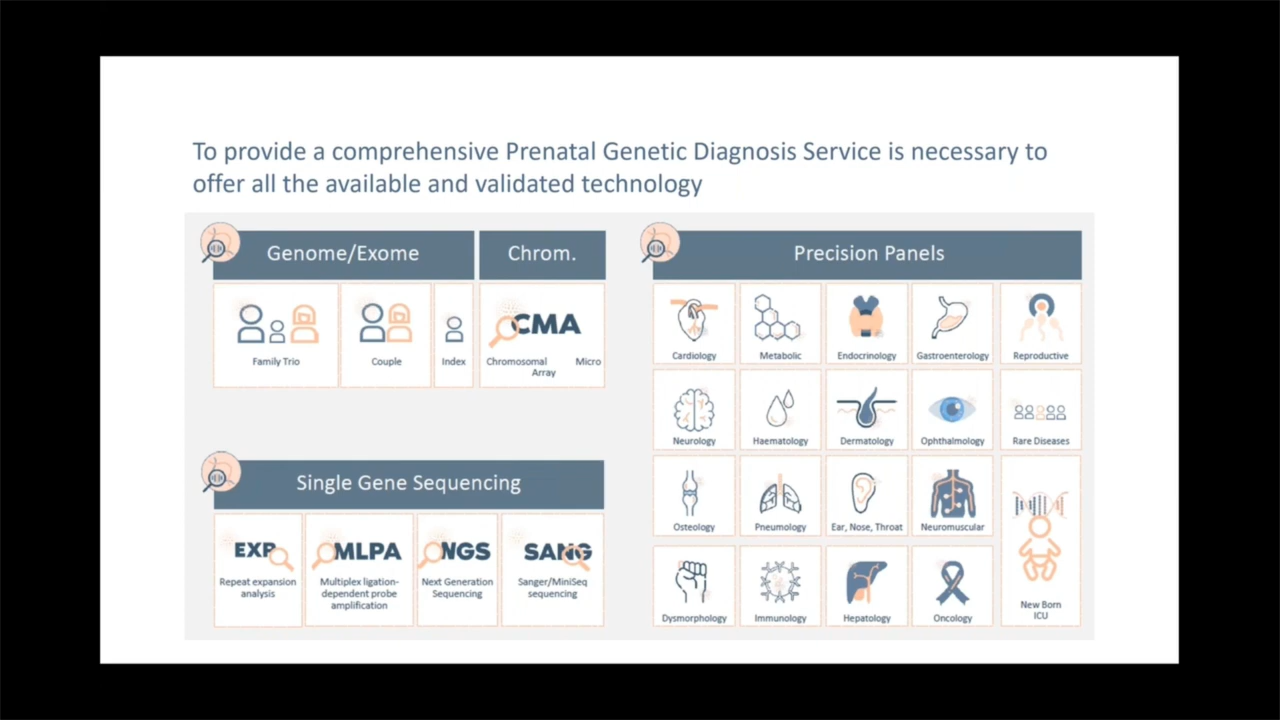 To provide a comprehensive Prenatal Genetic Diagnosis Service is necessary to
offer all the available and validated technology
Genome/Exome
Chrom.
Family Trio
Couple
Index
CMA
Chromosomal Micro
Array
Single Gene Sequencing
EXP
Repeat expansion
analysis
MLPA
Multiplex ligation-
dependent probe
amplification
NGS
Next Generation
Sequencing
SANG
Sanger/MiniSeq
sequencing
Precision Panels
Cardiology
Metabolic
Endocrinology
Gastroenterology
Reproductive
Neurology
Haematology
Dermatology
Ophthalmology
Rare Diseases
Osteology
Pneumology
Ear, Nose, Throat
Neuromuscular
Dysmorphology
Immunology
Hepatology
Oncology
New Born
ICU